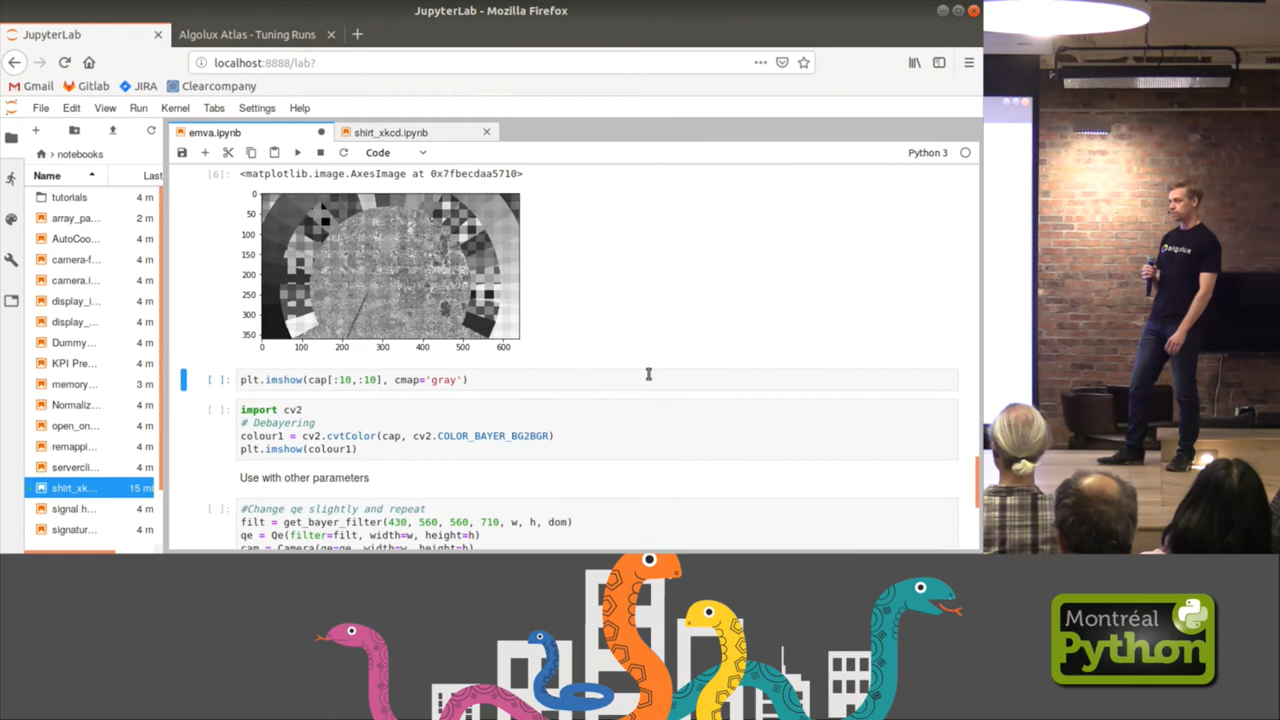 JupyterLab - Mozilla Firefox
JupyterLab
Algolux Atlas - Tuning Runs
localhost:8888/lab?
Gmail Gitlab JIRA Clearcompany
File Edit View Run Kernel Tabs Settings Help
emva.ipynb
shirt_xkcd.ipynb
Code
Python 3
notebooks
Name Last
tutorials 4 m
array_pa... 2 m
AutoCoo... 4 m
camera-f... 4 m
camera.i... 4 m
display_i... 4 m
display_... 4 m
Dummy... 4 m
KPI Pre... 4 m
memory... 3 m
Normaliz... 4 m
open_on... 4 m
remappi... 4 m
servercli... 4 m
shirt_xk... 15 mi
signal h... 4 m
signatur... 4 m
[6]: <matplotlib.image.AxesImage at 0x7fbecdaa5710>
0
50
100
150
200
250
300
350
0 100 200 300 400 500 600
[ ]: plt.imshow(cap[:10,:10], cmap='gray')
[ ]: import cv2
# Debayering
colour1 = cv2.cvtColor(cap, cv2.COLOR_BAYER_BG2BGR)
plt.imshow(colour1)
Use with other parameters
[ ]: #Change qe slightly and repeat
filt = get_bayer_filter(430, 560, 560, 710, w, h, dom)
qe = Qe(filter=filt, width=w, height=h)
cam = Camera(qe=qe, width=w, height=h)
algolux
Montréal
Python